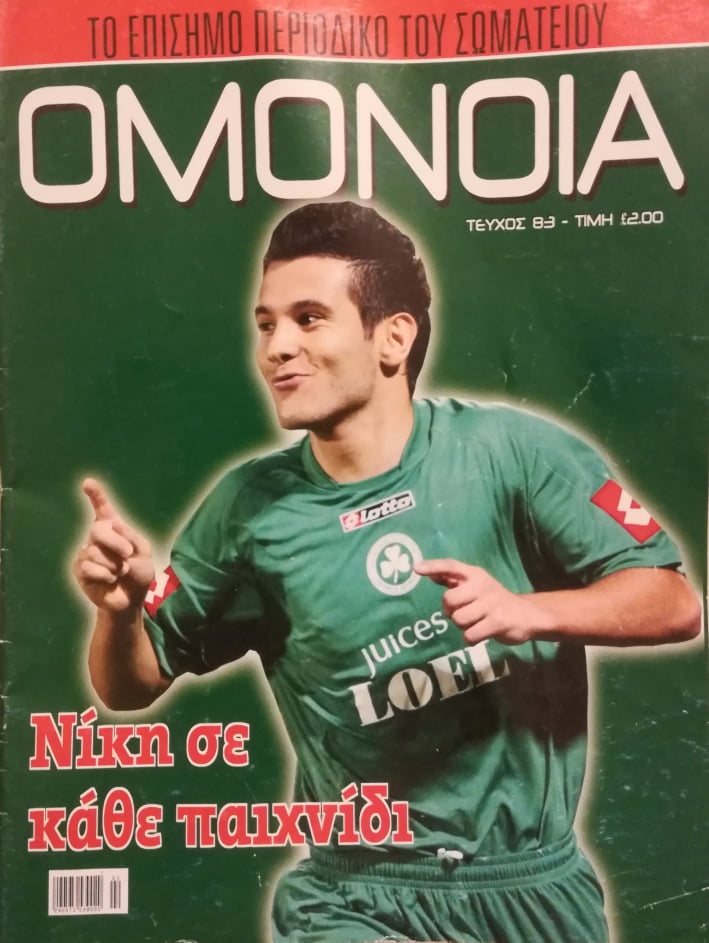 ΤΟ ΕΠΙΣΗΜΟ ΠΕΡΙΟΔΙΚΟ ΤΟΥ ΣΩΜΑΤΕΙΟΥ
ΟΜΟΝΟΙΑ
ΤΕΥΧΟΣ 83 - ΤΙΜΗ £2.00
lotto
juices
LOEL
Νίκη σε
κάθε παιχνίδι